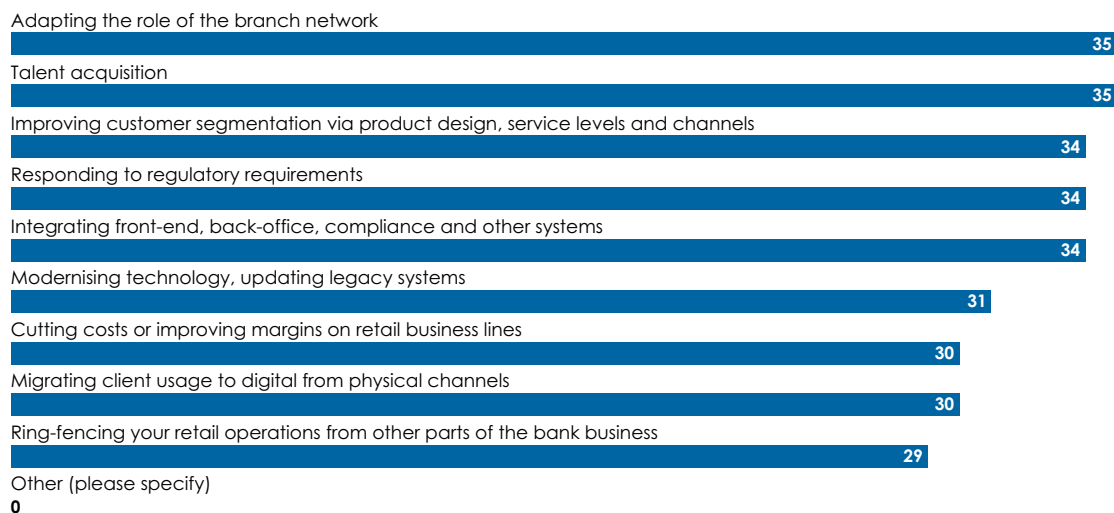 Adapting the role of the branch network
35
Talent acquisition
35
Improving customer segmentation via product design, service levels and channels
34
Responding to regulatory requirements
34
Integrating front-end, back-office, compliance and other systems
34
Modernising technology, updating legacy systems
31
Cutting costs or improving margins on retail business lines
30
Migrating client usage to digital from physical channels
30
Ring-fencing your retail operations from other parts of the bank business
29
Other (please specify)
0